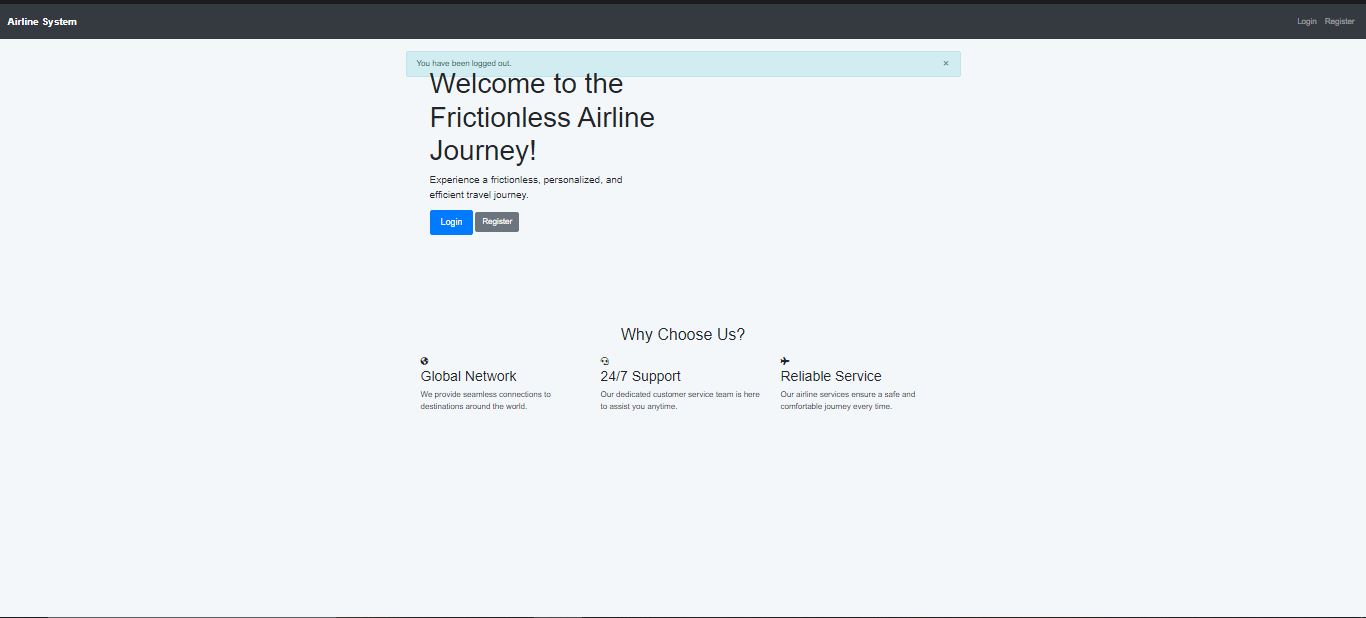 Airline System
Login Register
You have been logged out. ×
Welcome to the
Frictionless Airline
Journey!
Experience a frictionless, personalized, and
efficient travel journey.
Login Register
Why Choose Us?
Global Network
We provide seamless connections to
destinations around the world.
24/7 Support
Our dedicated customer service team is here
to assist you anytime.
Reliable Service
Our airline services ensure a safe and
comfortable journey every time.